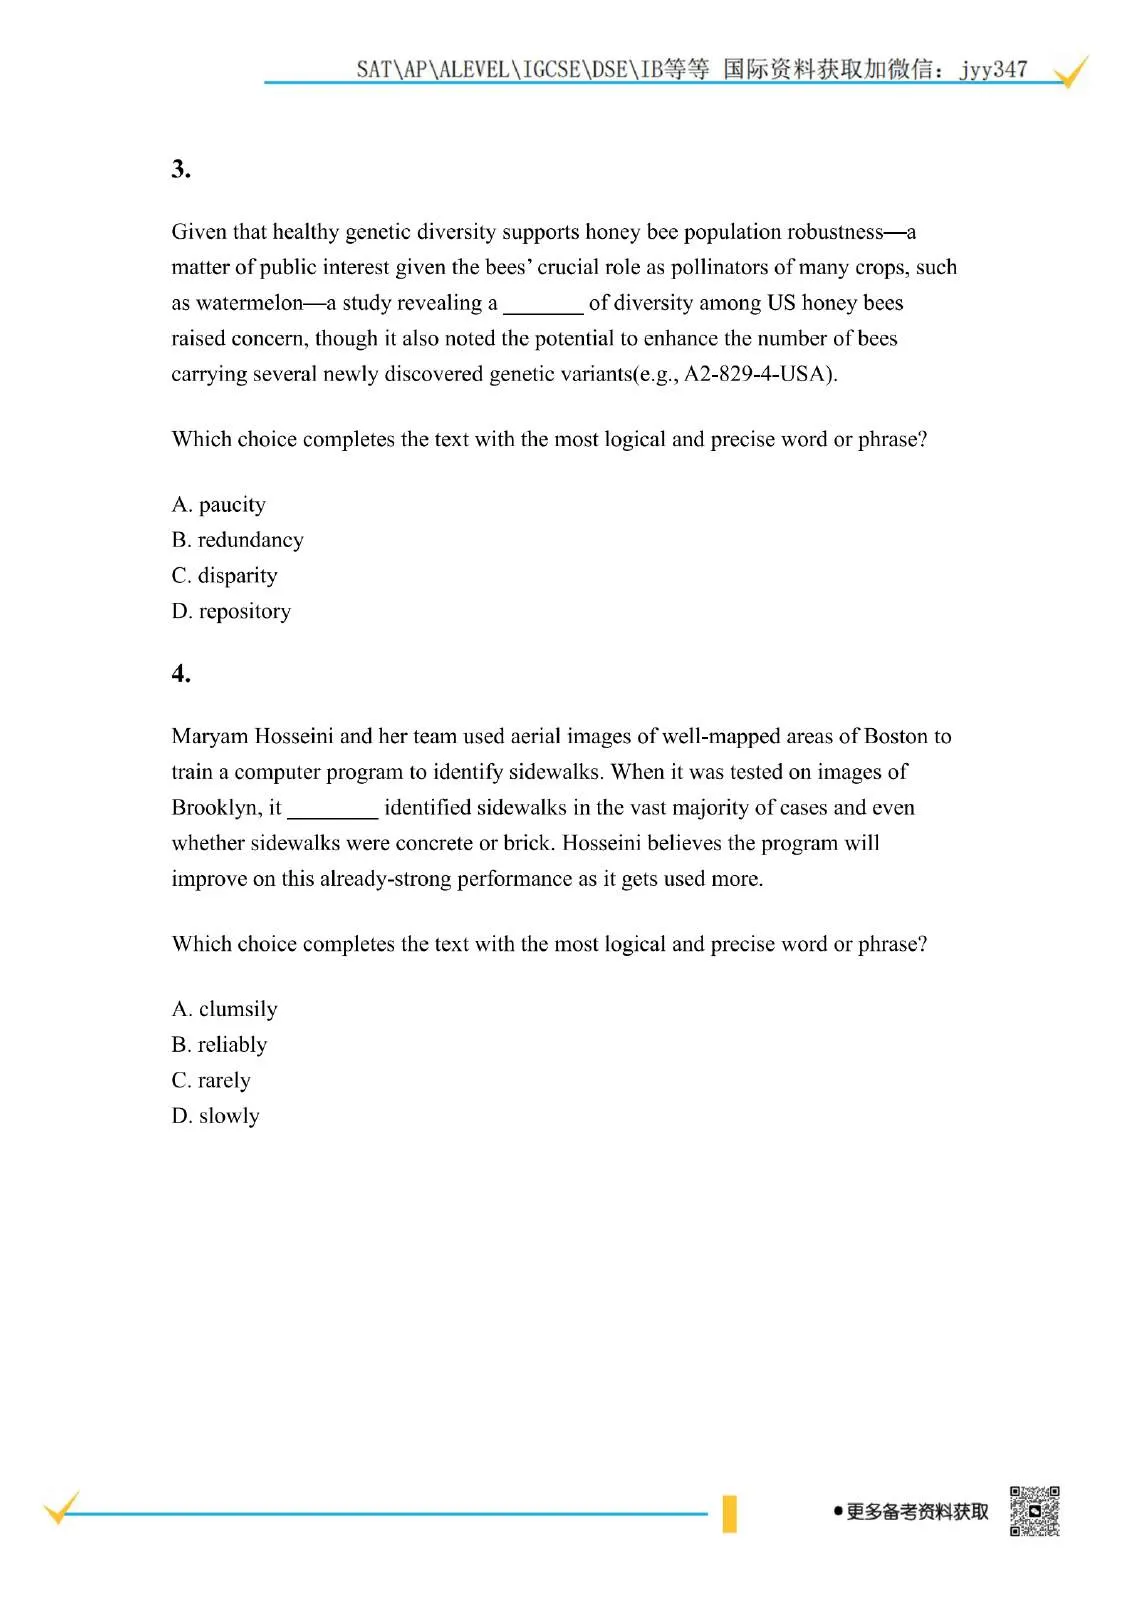 SAT\AP\ALEVEL\IGCSE\DSE\IB等等 国际资料获取加微信：jyy347
3.
Given that healthy genetic diversity supports honey bee population robustness—a
matter of public interest given the bees’ crucial role as pollinators of many crops, such
as watermelon—a study revealing a _______ of diversity among US honey bees
raised concern, though it also noted the potential to enhance the number of bees
carrying several newly discovered genetic variants(e.g., A2-829-4-USA).
Which choice completes the text with the most logical and precise word or phrase?
A. paucity
B. redundancy
C. disparity
D. repository
4.
Maryam Hosseini and her team used aerial images of well-mapped areas of Boston to
train a computer program to identify sidewalks. When it was tested on images of
Brooklyn, it ________ identified sidewalks in the vast majority of cases and even
whether sidewalks were concrete or brick. Hosseini believes the program will
improve on this already-strong performance as it gets used more.
Which choice completes the text with the most logical and precise word or phrase?
A. clumsily
B. reliably
C. rarely
D. slowly
•更多备考资料获取